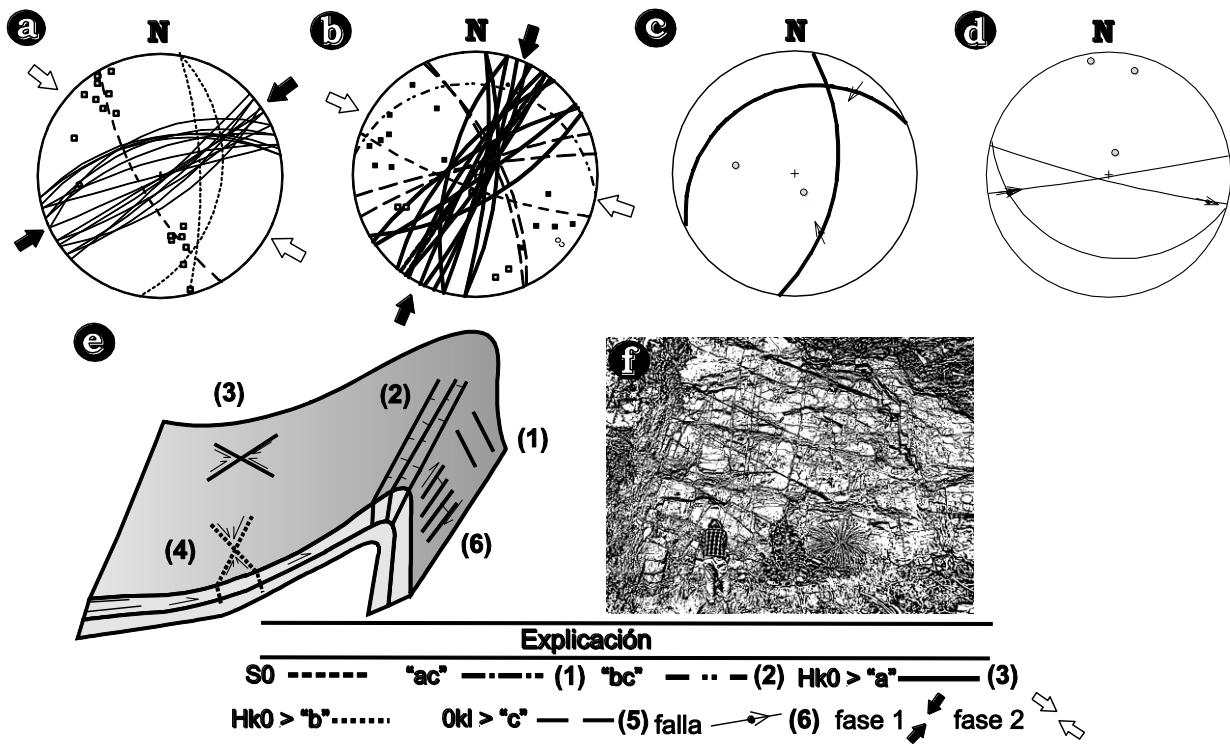 a N
b N
c N
d N
e
(3)
(2)
(1)
(4)
(6)
f
Explicación
S0 "ac" (1) "bc" (2) Hk0 > "a" (3)
Hk0 > "b" 0kl > "c" (5) falla (6) fase 1 fase 2